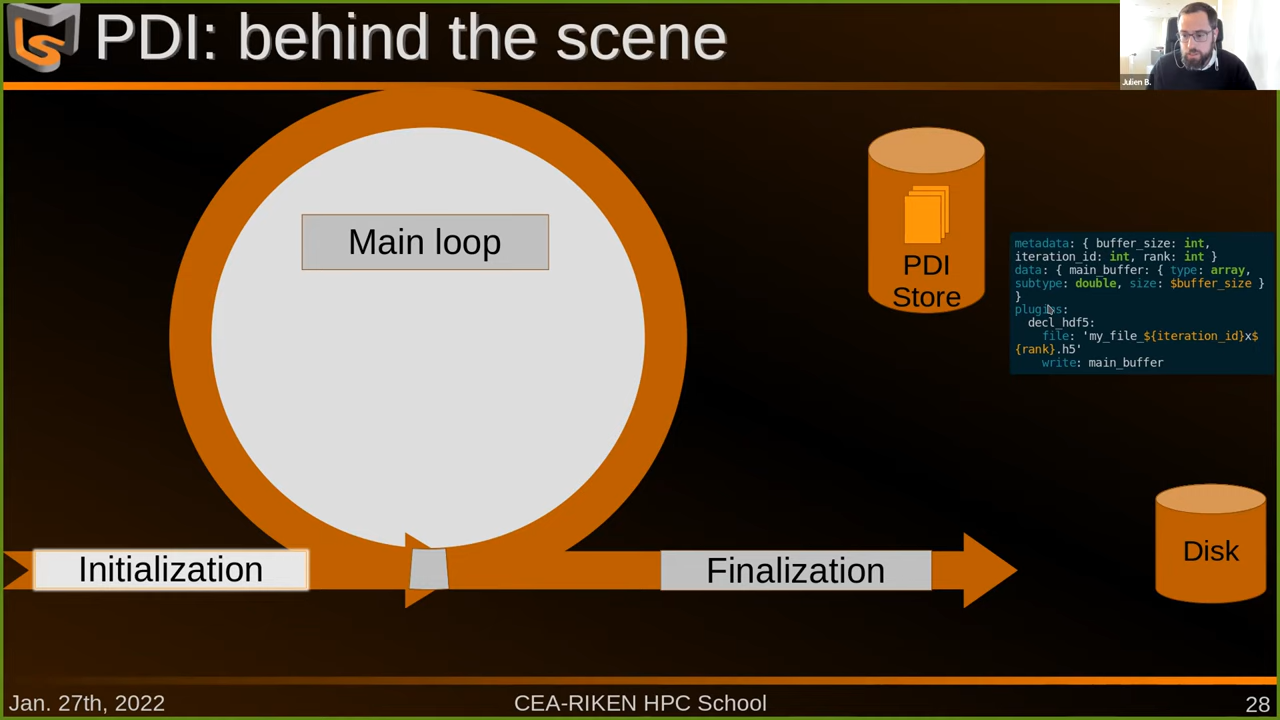 PDI: behind the scene
Julien B.
Main loop
PDI
Store
metadata: { buffer_size: int,
iteration_id: int, rank: int }
data: { main_buffer: { type: array,
subtype: double, size: $buffer_size }
}
plugins:
decl_hdf5:
file: 'my_file_${iteration_id}x$
{rank}.h5'
write: main_buffer
Disk
Initialization
Finalization
Jan. 27th, 2022
CEA-RIKEN HPC School
28